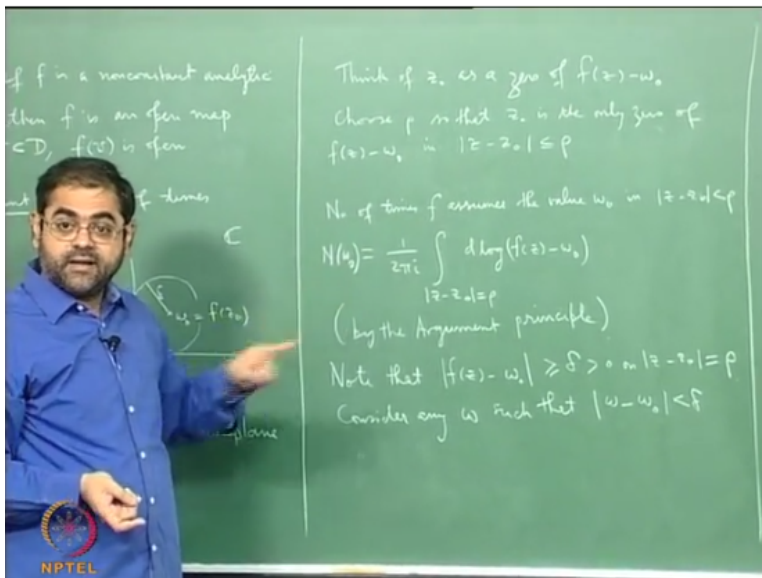 if f is a nonconstant analytic
then f is an open map
⊂D, f(U) is open
of times
ℂ
δ
w₀ = f(z₀)
plane
Think of z₀ as a zero of f(z)-w₀
Choose ρ so that z₀ is the only zero of
f(z)-w₀ in |z-z₀| ≤ ρ
No of times f assumes the value w₀ in |z-z₀|<ρ
N(w₀) = 1/2πi ∫ d log(f(z)-w₀)
|z-z₀|=ρ
(by the Argument principle)
Note that |f(z)-w₀| ≥ δ > 0 on |z-z₀| = ρ
Consider any w such that |w-w₀|<δ
NPTEL